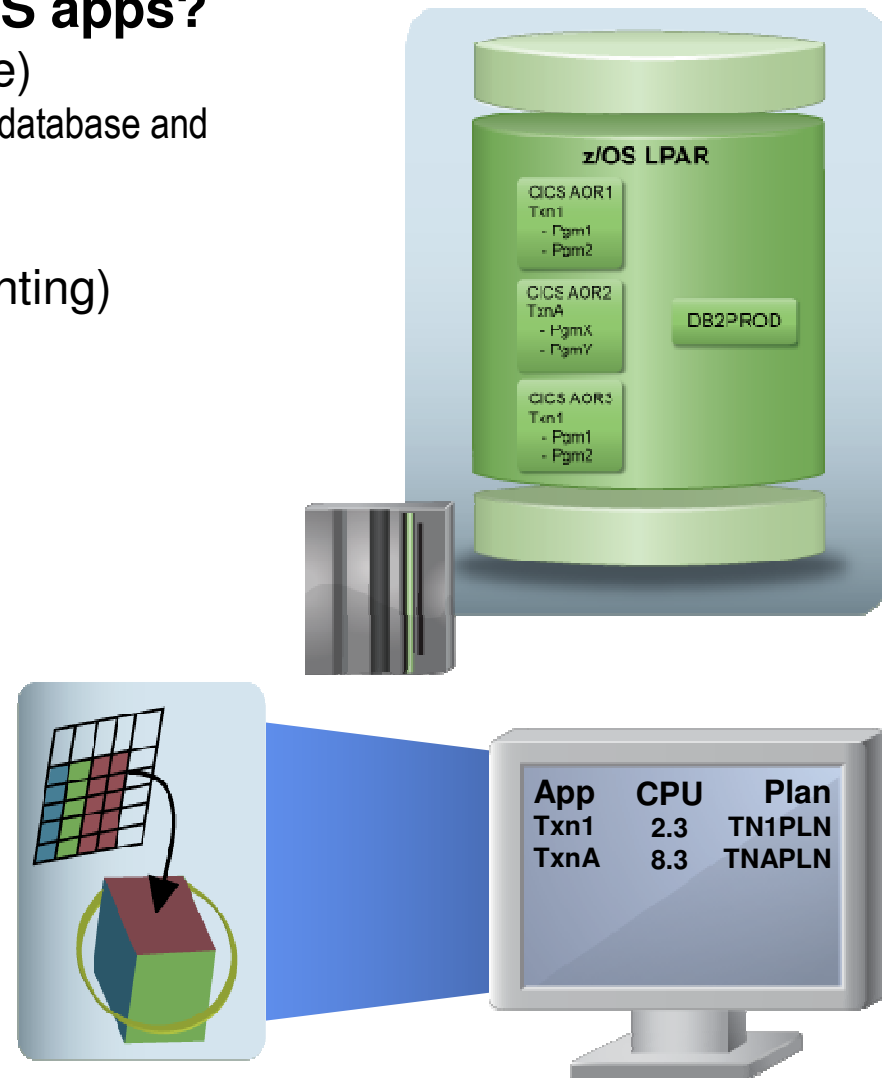 S apps?
e)
database and
nting)
z/OS LPAR
CICS AOR1
Txn1
- Pgm1
- Pgm2
CICS AOR2
TxnA
- PgmX
- PgmY
DB2PROD
CICS AOR3
Txn1
- Pgm1
- Pgm2
App CPU Plan
Txn1 2.3 TN1PLN
TxnA 8.3 TNAPLN